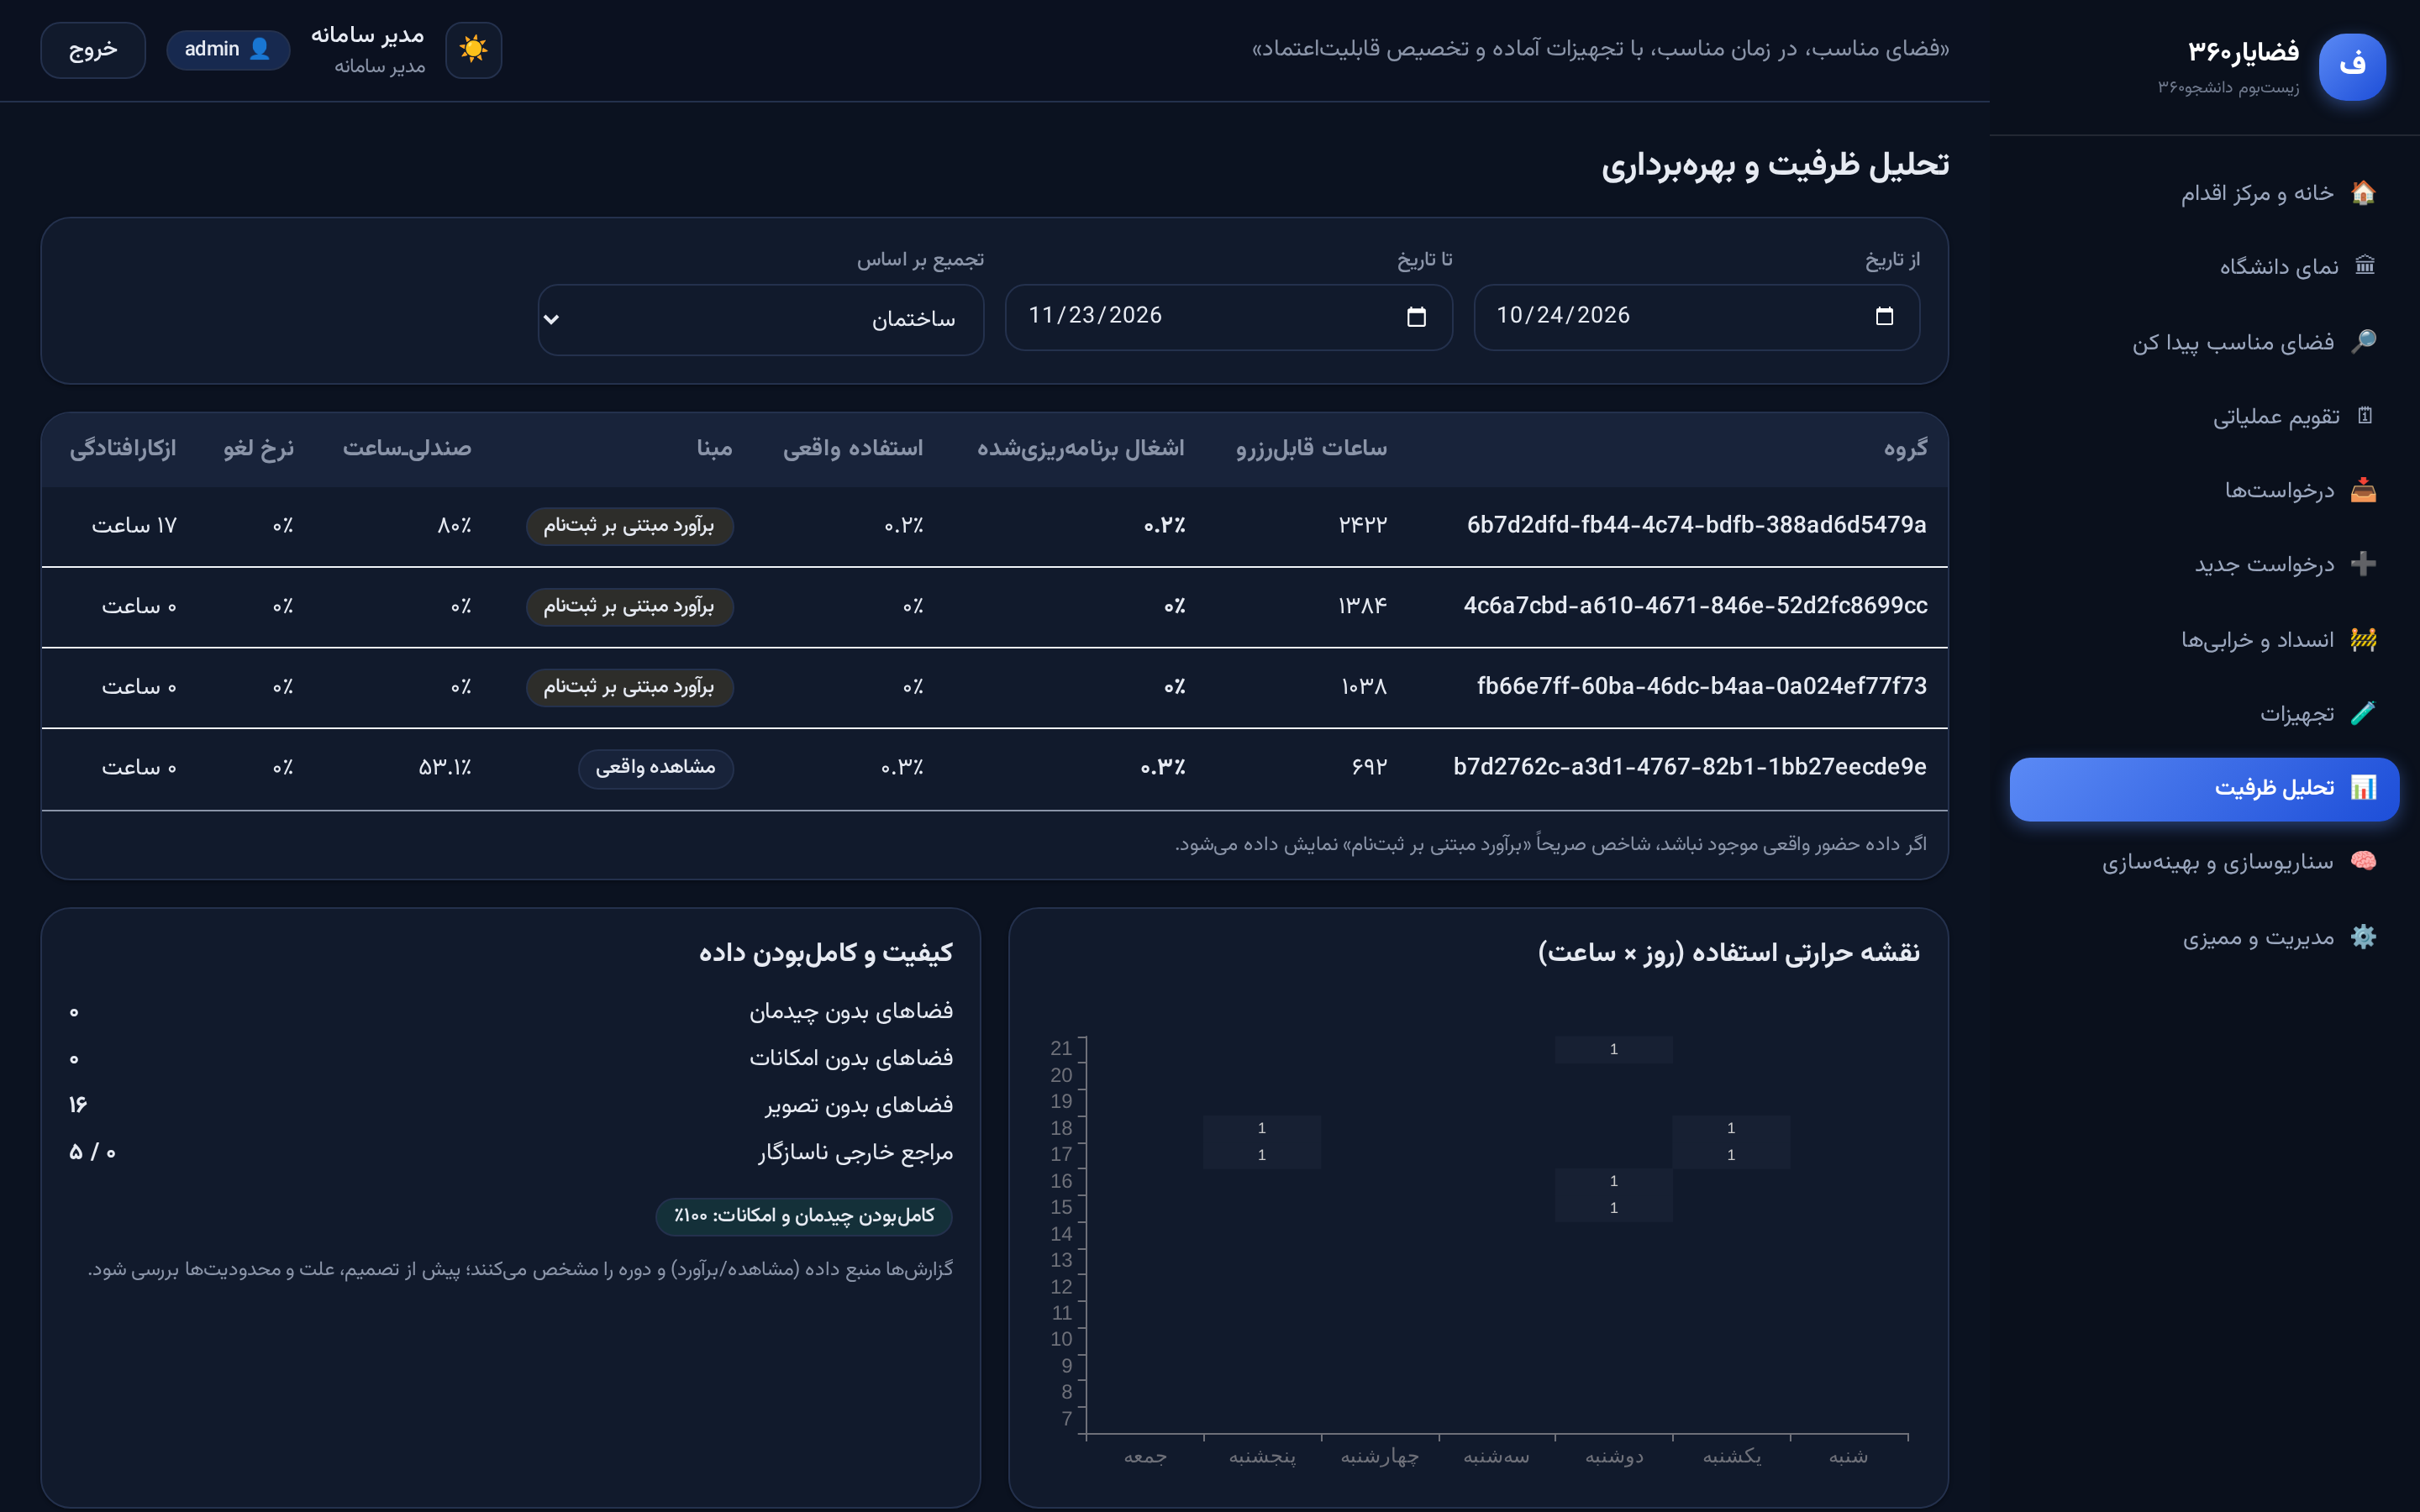 ف
فضایار۳۶۰
زیست‌بوم دانشجو۳۶۰
خانه و مرکز اقدام
نمای دانشگاه
فضای مناسب پیدا کن
تقویم عملیاتی
درخواست‌ها
درخواست جدید
انسداد و خرابی‌ها
تجهیزات
تحلیل ظرفیت
سناریوسازی و بهینه‌سازی
مدیریت و ممیزی
«فضای مناسب، در زمان مناسب، با تجهیزات آماده و تخصیص قابلیت‌اعتماد»
مدیر سامانه
مدیر سامانه
admin
خروج
تحلیل ظرفیت و بهره‌برداری
از تاریخ
10/24/2026
تا تاریخ
11/23/2026
تجمیع بر اساس
ساختمان
گروه ساعات قابل‌رزرو اشغال برنامه‌ریزی‌شده استفاده واقعی مبنا صندلی‌ـساعت نرخ لغو ازکارافتادگی
6b7d2dfd-fb44-4c74-bdfb-388ad6d5479a ۲۴۲۲ ۰.۲٪ ۰.۲٪ برآورد مبتنی بر ثبت‌نام ۸۰٪ ۰٪ ۱۷ ساعت
4c6a7cbd-a610-4671-846e-52d2fc8699cc ۱۳۸۴ ۰٪ ۰٪ برآورد مبتنی بر ثبت‌نام ۰٪ ۰٪ ۰ ساعت
fb66e7ff-60ba-46dc-b4aa-0a024ef77f73 ۱۰۳۸ ۰٪ ۰٪ برآورد مبتنی بر ثبت‌نام ۰٪ ۰٪ ۰ ساعت
b7d2762c-a3d1-4767-82b1-1bb27eecde9e ۶۹۲ ۰.۳٪ ۰.۳٪ مشاهده واقعی ۵۳.۱٪ ۰٪ ۰ ساعت
اگر داده حضور واقعی موجود نباشد، شاخص صریحاً «برآورد مبتنی بر ثبت‌نام» نمایش داده می‌شود.
نقشه حرارتی استفاده (روز × ساعت)
21 1
20
19
18 1 1
17 1 1
16 1
15 1
14
13
12
11
10
9
8
7
شنبه یکشنبه دوشنبه سه‌شنبه چهارشنبه پنجشنبه جمعه
کیفیت و کامل‌بودن داده
فضاهای بدون چیدمان ۰
فضاهای بدون امکانات ۰
فضاهای بدون تصویر ۱۶
مراجع خارجی ناسازگار ۰ / ۵
کامل‌بودن چیدمان و امکانات: ۱۰۰٪
گزارش‌ها منبع داده (مشاهده/برآورد) و دوره را مشخص می‌کنند؛ پیش از تصمیم، علت و محدودیت‌ها بررسی شود.